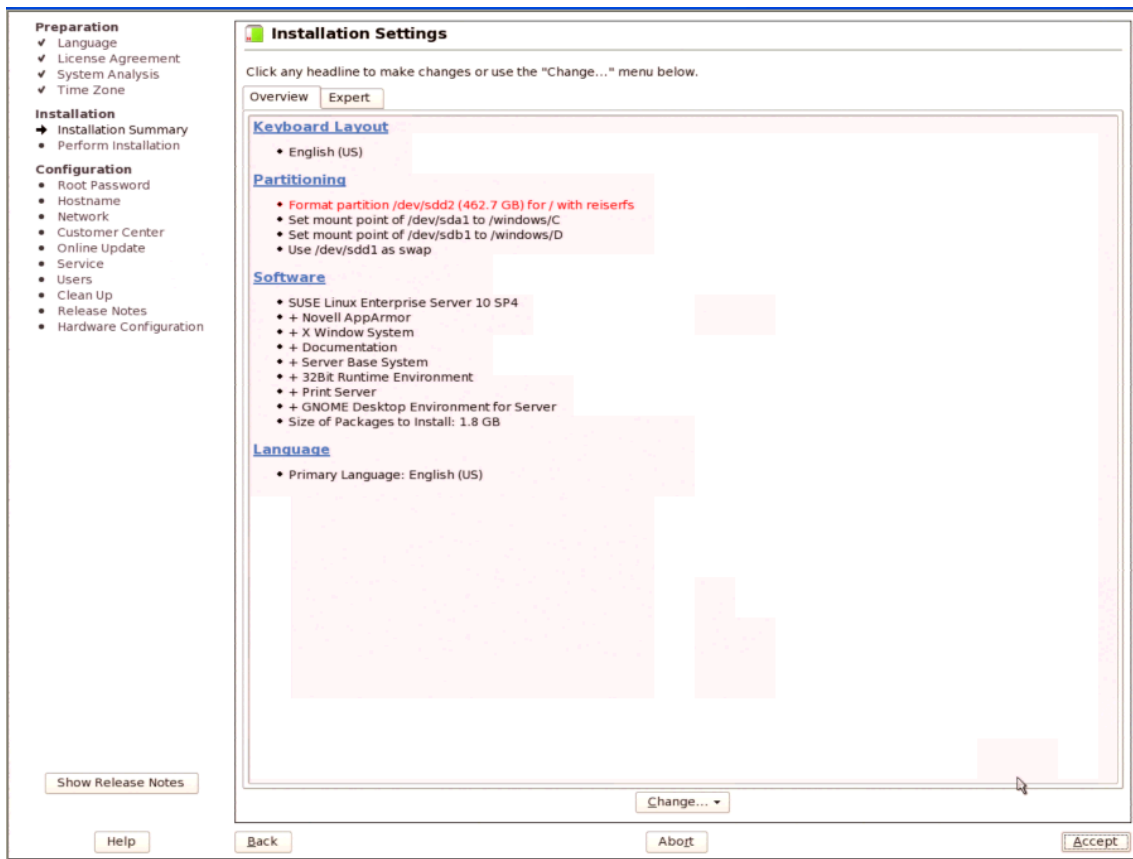 Preparation
Language
License Agreement
System Analysis
Time Zone
Installation
Installation Summary
Perform Installation
Configuration
Root Password
Hostname
Network
Customer Center
Online Update
Service
Users
Clean Up
Release Notes
Hardware Configuration
Show Release Notes
Help
Installation Settings
Click any headline to make changes or use the "Change..." menu below.
Overview Expert
Keyboard Layout
English (US)
Partitioning
Format partition /dev/sdd2 (462.7 GB) for / with reiserfs
Set mount point of /dev/sda1 to /windows/C
Set mount point of /dev/sdb1 to /windows/D
Use /dev/sdd1 as swap
Software
SUSE Linux Enterprise Server 10 SP4
+ Novell AppArmor
+ X Window System
+ Documentation
+ Server Base System
+ 32Bit Runtime Environment
+ Print Server
+ GNOME Desktop Environment for Server
Size of Packages to Install: 1.8 GB
Language
Primary Language: English (US)
Change...
Back Abort Accept